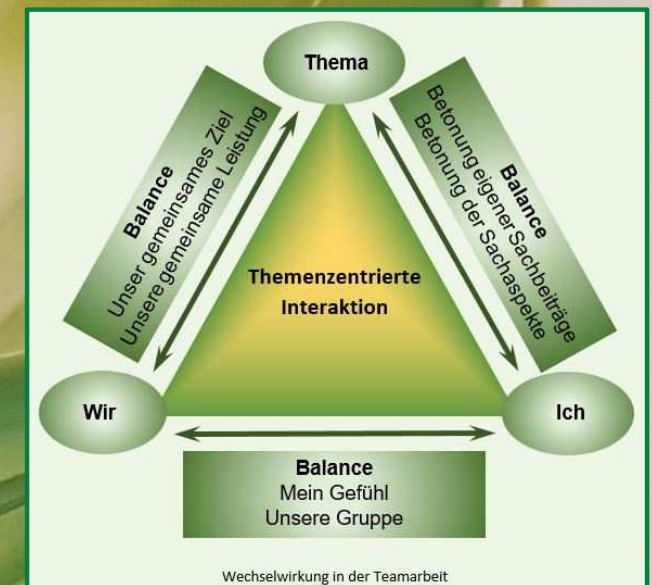 Thema
Balance
Unser gemeinsames Ziel
Unsere gemeinsame Leistung
Balance
Betonung eigener Sachbeiträge
Betonung der Sachaspekte
Themenzentrierte
Interaktion
Wir
Ich
Balance
Mein Gefühl
Unsere Gruppe
Wechselwirkung in der Teamarbeit